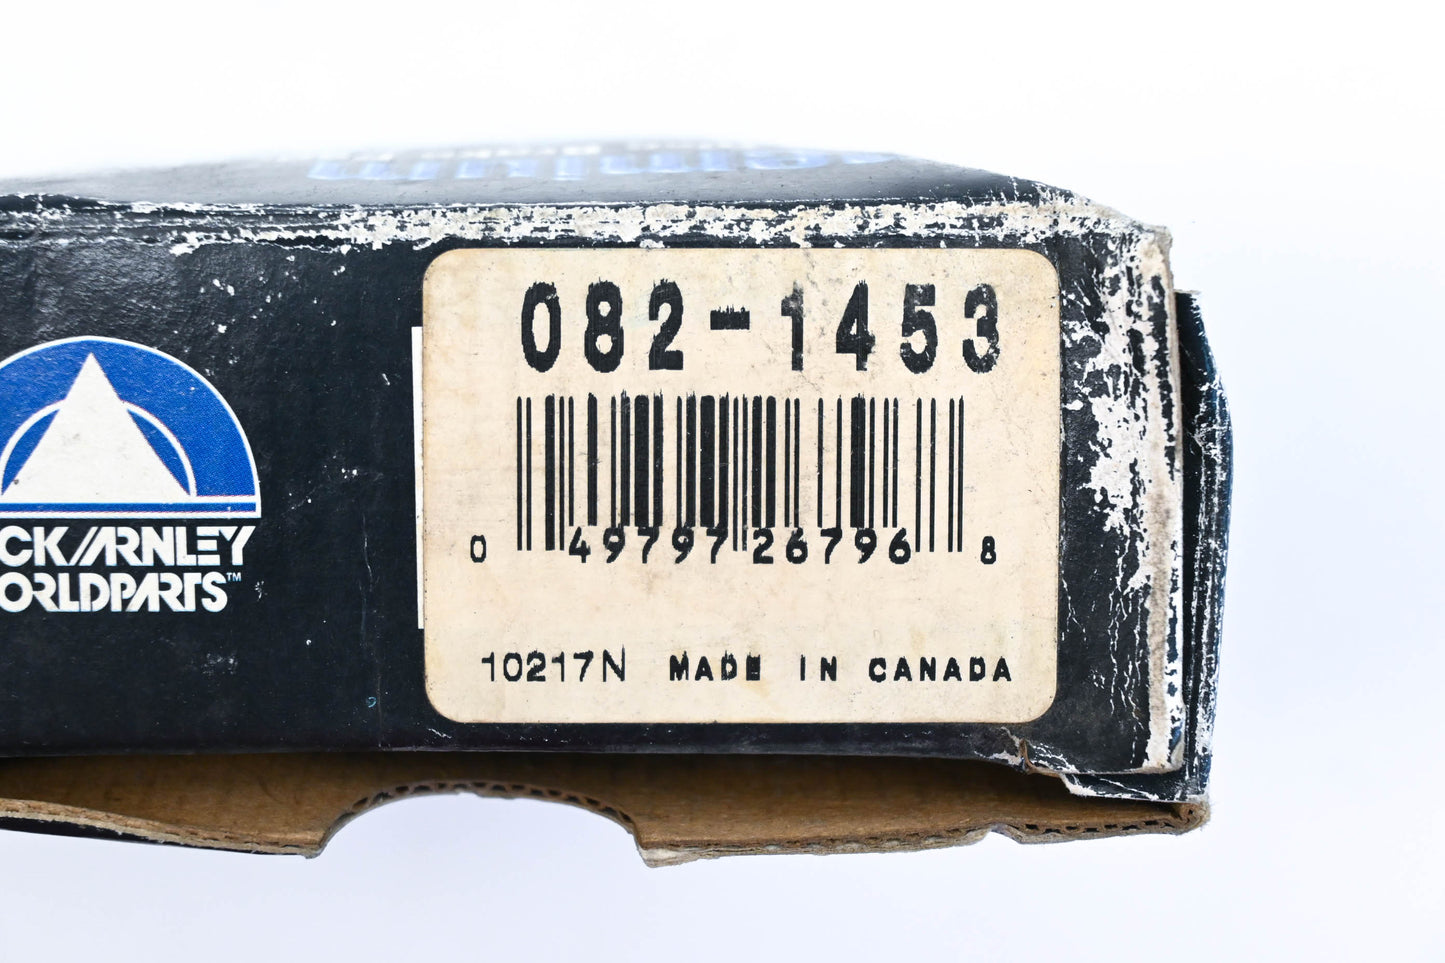 082-1453
0 49797 26796 8
10217N MADE IN CANADA
CK/ARNLEY
ORLDPARTS™